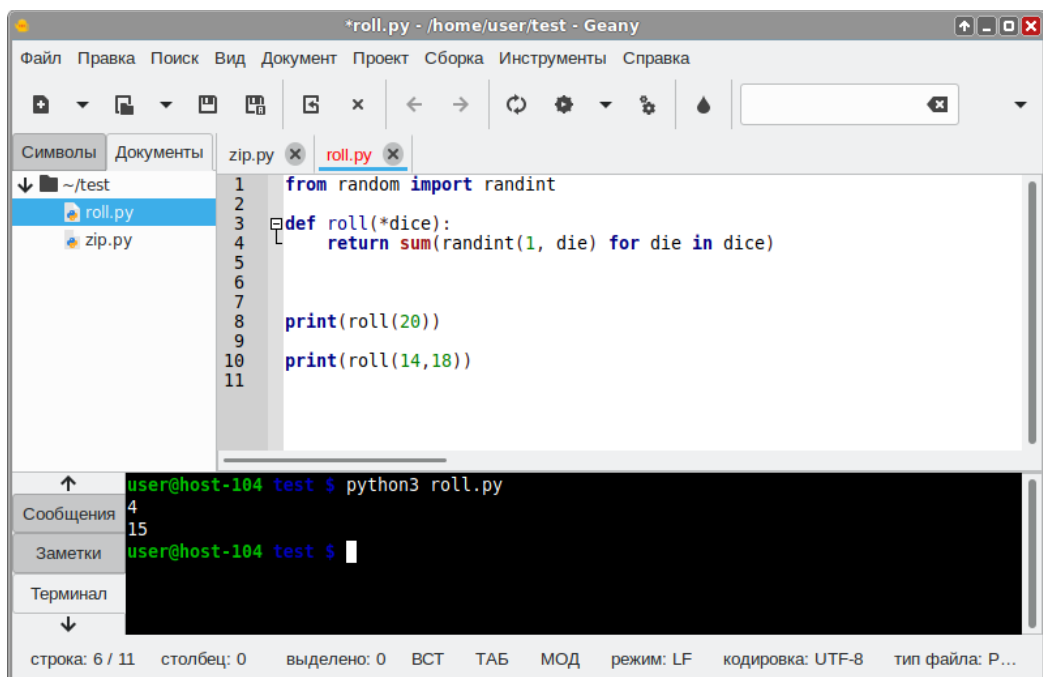 *roll.py - /home/user/test - Geany
Файл Правка Поиск Вид Документ Проект Сборка Инструменты Справка
Символы Документы
zip.py roll.py
~/test
roll.py
zip.py
1 from random import randint
2
3 def roll(*dice):
4     return sum(randint(1, die) for die in dice)
5
6
7
8 print(roll(20))
9
10 print(roll(14,18))
11
Сообщения
Заметки
Терминал
user@host-104 test $ python3 roll.py
4
15
user@host-104 test $
строка: 6 / 11 столбец: 0 выделено: 0 ВСТ ТАБ МОД режим: LF кодировка: UTF-8 тип файла: P...